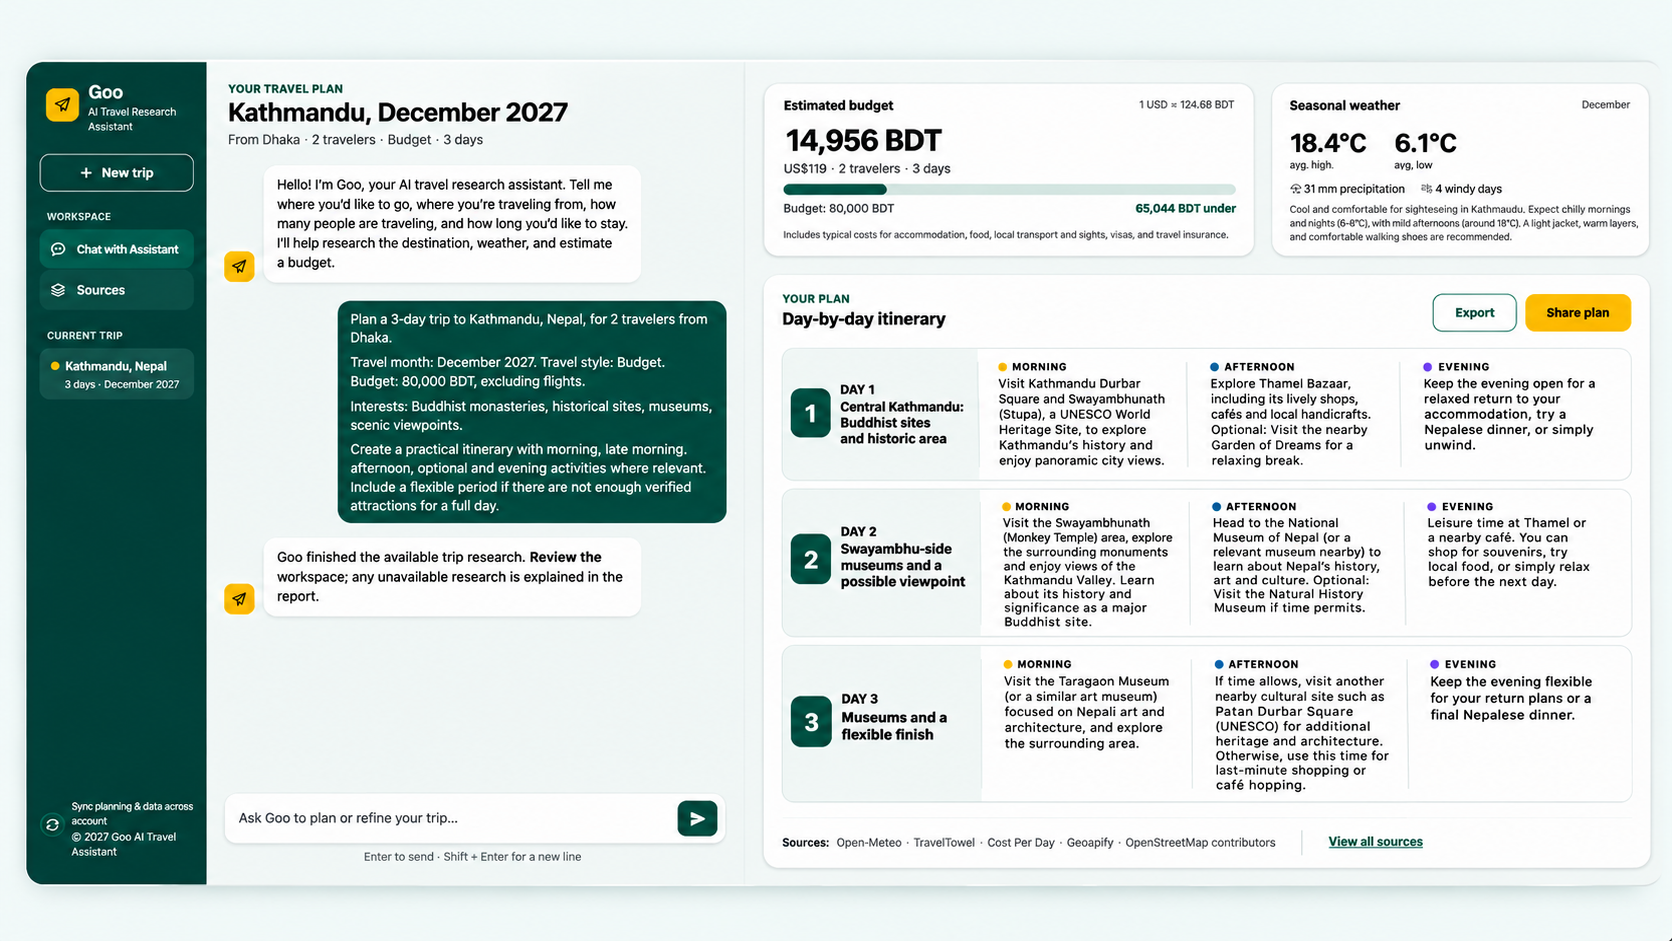 Goo
AI Travel Research
Assistant
+ New trip
WORKSPACE
Chat with Assistant
Sources
CURRENT TRIP
Kathmandu, Nepal
3 days · December 2027
Sync planning & data across
account
© 2027 Goo AI Travel
Assistant
YOUR TRAVEL PLAN
Kathmandu, December 2027
From Dhaka · 2 travelers · Budget · 3 days
Hello! I'm Goo, your AI travel research assistant. Tell me
where you'd like to go, where you're traveling from, how
many people are traveling, and how long you'd like to stay.
I'll help research the destination, weather, and estimate
a budget.
Plan a 3-day trip to Kathmandu, Nepal, for 2 travelers from
Dhaka.
Travel month: December 2027. Travel style: Budget.
Budget: 80,000 BDT, excluding flights.
Interests: Buddhist monasteries, historical sites, museums,
scenic viewpoints.
Create a practical itinerary with morning, late morning.
afternoon, optional and evening activities where relevant.
Include a flexible period if there are not enough verified
attractions for a full day.
Goo finished the available trip research. Review the
workspace; any unavailable research is explained in the
report.
Ask Goo to plan or refine your trip...
Enter to send · Shift + Enter for a new line
Estimated budget
1 USD ≈ 124.68 BDT
14,956 BDT
US$119 · 2 travelers · 3 days
Budget: 80,000 BDT
65,044 BDT under
Includes typical costs for accommodation, food, local transport and sights, visas, and travel insurance.
Seasonal weather
December
18.4°C
6.1°C
avg. high.
avg, low
31 mm precipitation
4 windy days
Cool and comfortable for sighteseing in Kathmaudu. Expect chilly mornings
and nights (6–8°C), with mild afternoons (around 18°C). A light jacket, warm layers,
and comfortable walking shoes are recommended.
YOUR PLAN
Day-by-day itinerary
Export
Share plan
1
DAY 1
Central Kathmandu:
Buddhist sites
and historic area
MORNING
Visit Kathmandu Durbar
Square and Swayambhunath
(Stupa), a UNESCO World
Heritage Site, to explore
Kathmandu's history and
enjoy panoramic city views.
AFTERNOON
Explore Thamel Bazaar,
including its lively shops,
cafés and local handicrafts.
Optional: Visit the nearby
Garden of Dreams for a
relaxing break.
EVENING
Keep the evening open for a
relaxed return to your
accommodation, try a
Nepalese dinner, or simply
unwind.
2
DAY 2
Swayambhu-side
museums and a
possible viewpoint
MORNING
Visit the Swayambhunath
(Monkey Temple) area, explore
the surrounding monuments
and enjoy views of the
Kathmandu Valley. Learn
about its history and
significance as a major
Buddhist site.
AFTERNOON
Head to the National
Museum of Nepal (or a
relevant museum nearby) to
learn about Nepal's history,
art and culture. Optional:
Visit the Natural History
Museum if time permits.
EVENING
Leisure time at Thamel or
a nearby café. You can
shop for souvenirs, try
local food, or simply relax
before the next day.
3
DAY 3
Museums and a
flexible finish
MORNING
Visit the Taragaon Museum
(or a similar art museum)
focused on Nepali art and
architecture, and explore
the surrounding area.
AFTERNOON
If time allows, visit another
nearby cultural site such as
Patan Durbar Square
(UNESCO) for additional
heritage and architecture.
Otherwise, use this time for
last-minute shopping or
café hopping.
EVENING
Keep the evening flexible
for your return plans or a
final Nepalese dinner.
Sources: Open-Meteo · TravelTowel · Cost Per Day · Geoapify · OpenStreetMap contributors
View all sources